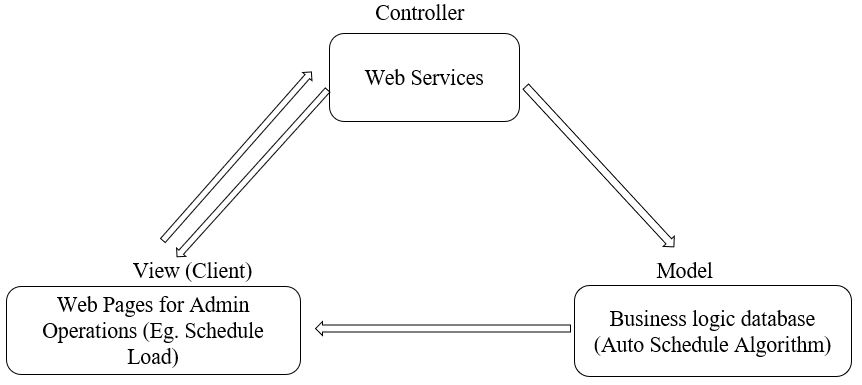 Controller
Web Services
View (Client)
Model
Web Pages for Admin
Operations (Eg. Schedule
Load)
Business logic database
(Auto Schedule Algorithm)